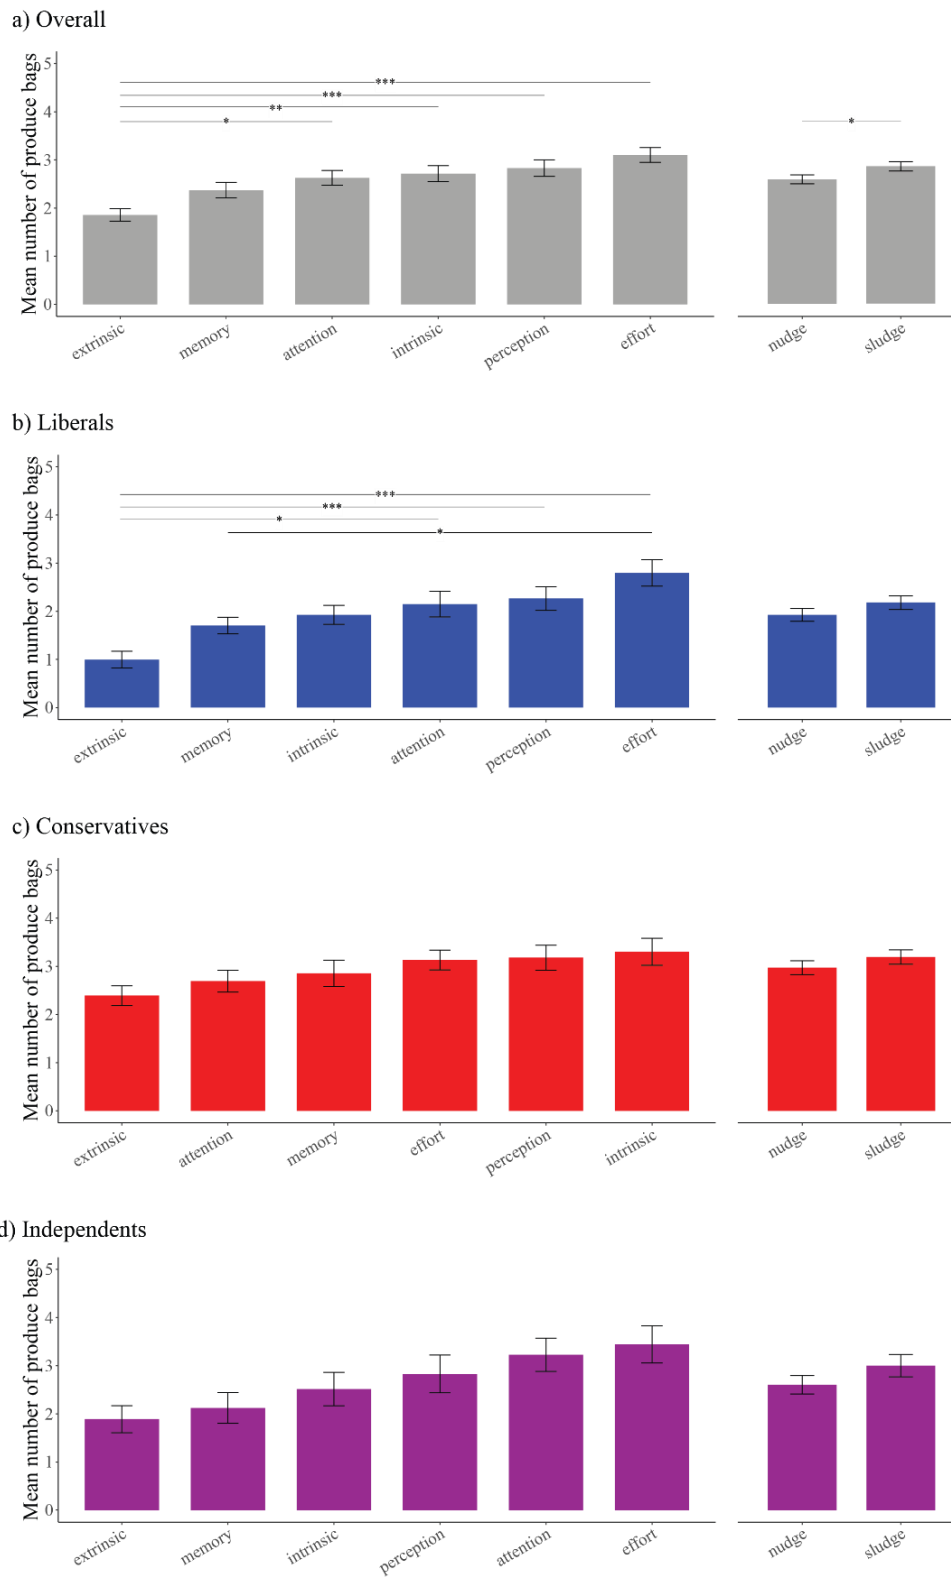 a) Overall
Mean number of produce bags
5
4
3
2
1
0
***
***
**
*
*
extrinsic
memory
attention
intrinsic
perception
effort
nudge
sludge
b) Liberals
Mean number of produce bags
5
4
3
2
1
0
***
***
*
*
extrinsic
memory
intrinsic
attention
perception
effort
nudge
sludge
c) Conservatives
Mean number of produce bags
5
4
3
2
1
0
extrinsic
attention
memory
effort
perception
intrinsic
nudge
sludge
d) Independents
Mean number of produce bags
5
4
3
2
1
0
extrinsic
memory
intrinsic
perception
attention
effort
nudge
sludge